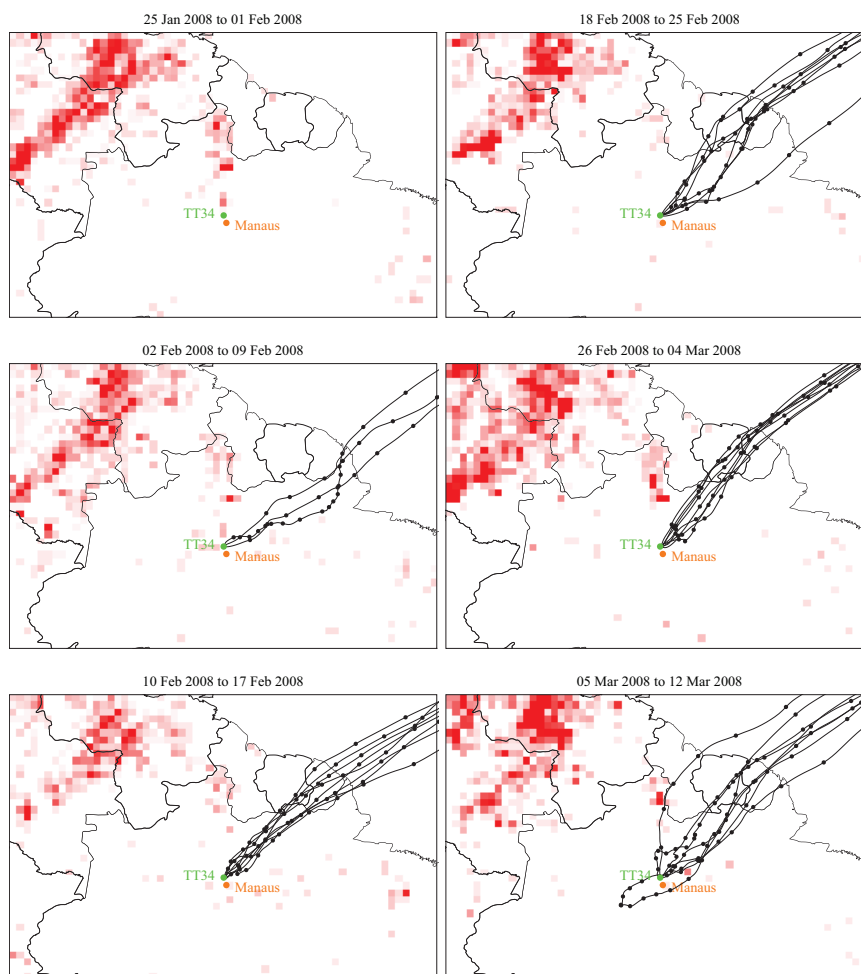 25 Jan 2008 to 01 Feb 2008
18 Feb 2008 to 25 Feb 2008
TT34
Manaus
TT34
Manaus
02 Feb 2008 to 09 Feb 2008
26 Feb 2008 to 04 Mar 2008
TT34
Manaus
TT34
Manaus
10 Feb 2008 to 17 Feb 2008
05 Mar 2008 to 12 Mar 2008
TT34
Manaus
TT34
Manaus